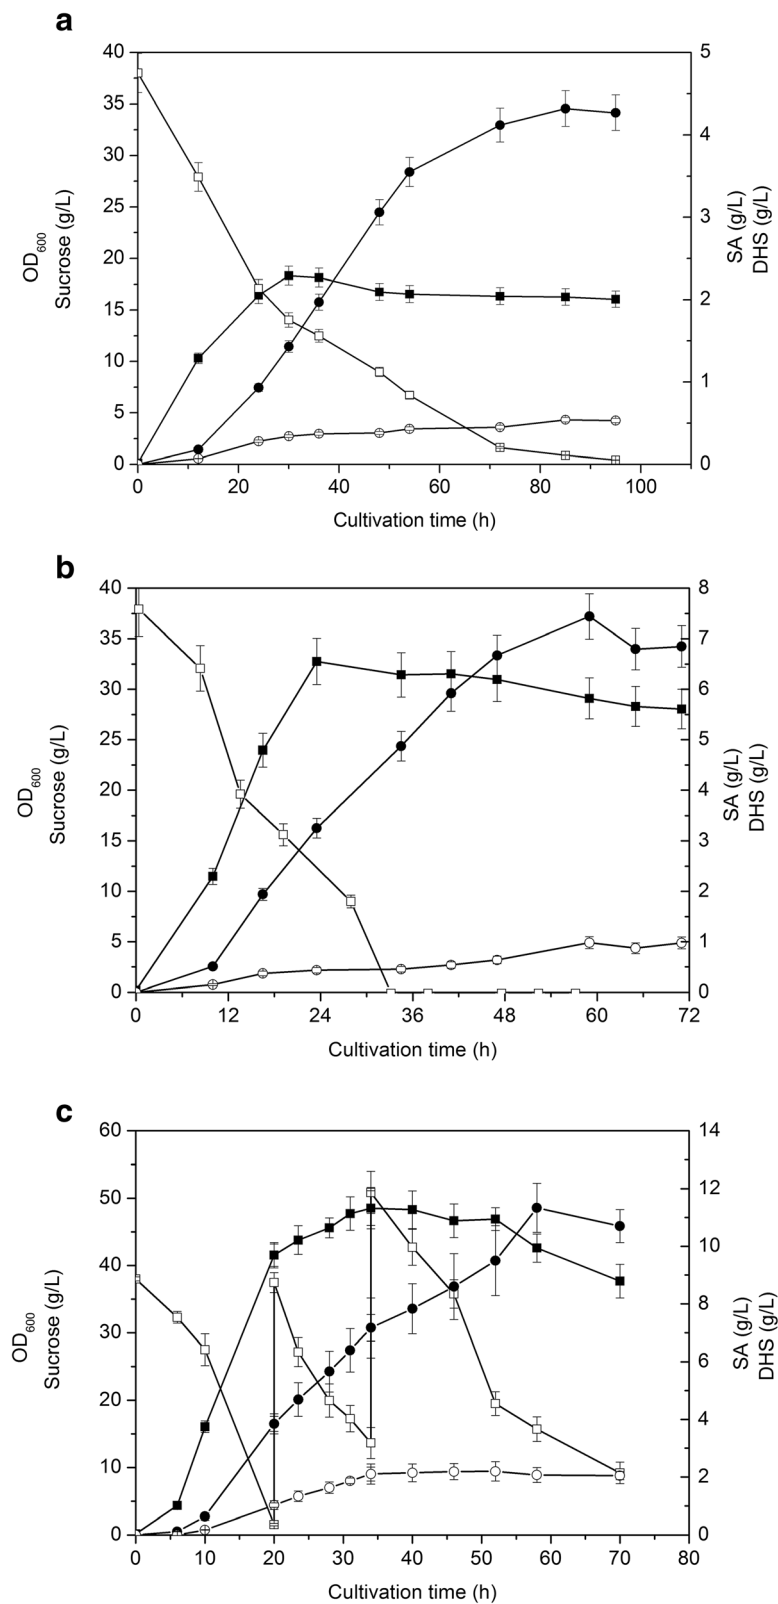 a
40
35
30
25
20
15
10
5
0
OD600
Sucrose (g/L)
5
4
3
2
1
0
SA (g/L)
DHS (g/L)
0 20 40 60 80 100
Cultivation time (h)
b
40
35
30
25
20
15
10
5
0
OD600
Sucrose (g/L)
8
7
6
5
4
3
2
1
0
SA (g/L)
DHS (g/L)
0 12 24 36 48 60 72
Cultivation time (h)
c
60
50
40
30
20
10
0
OD600
Sucrose (g/L)
14
12
10
8
6
4
2
0
SA (g/L)
DHS (g/L)
0 10 20 30 40 50 60 70 80
Cultivation time (h)